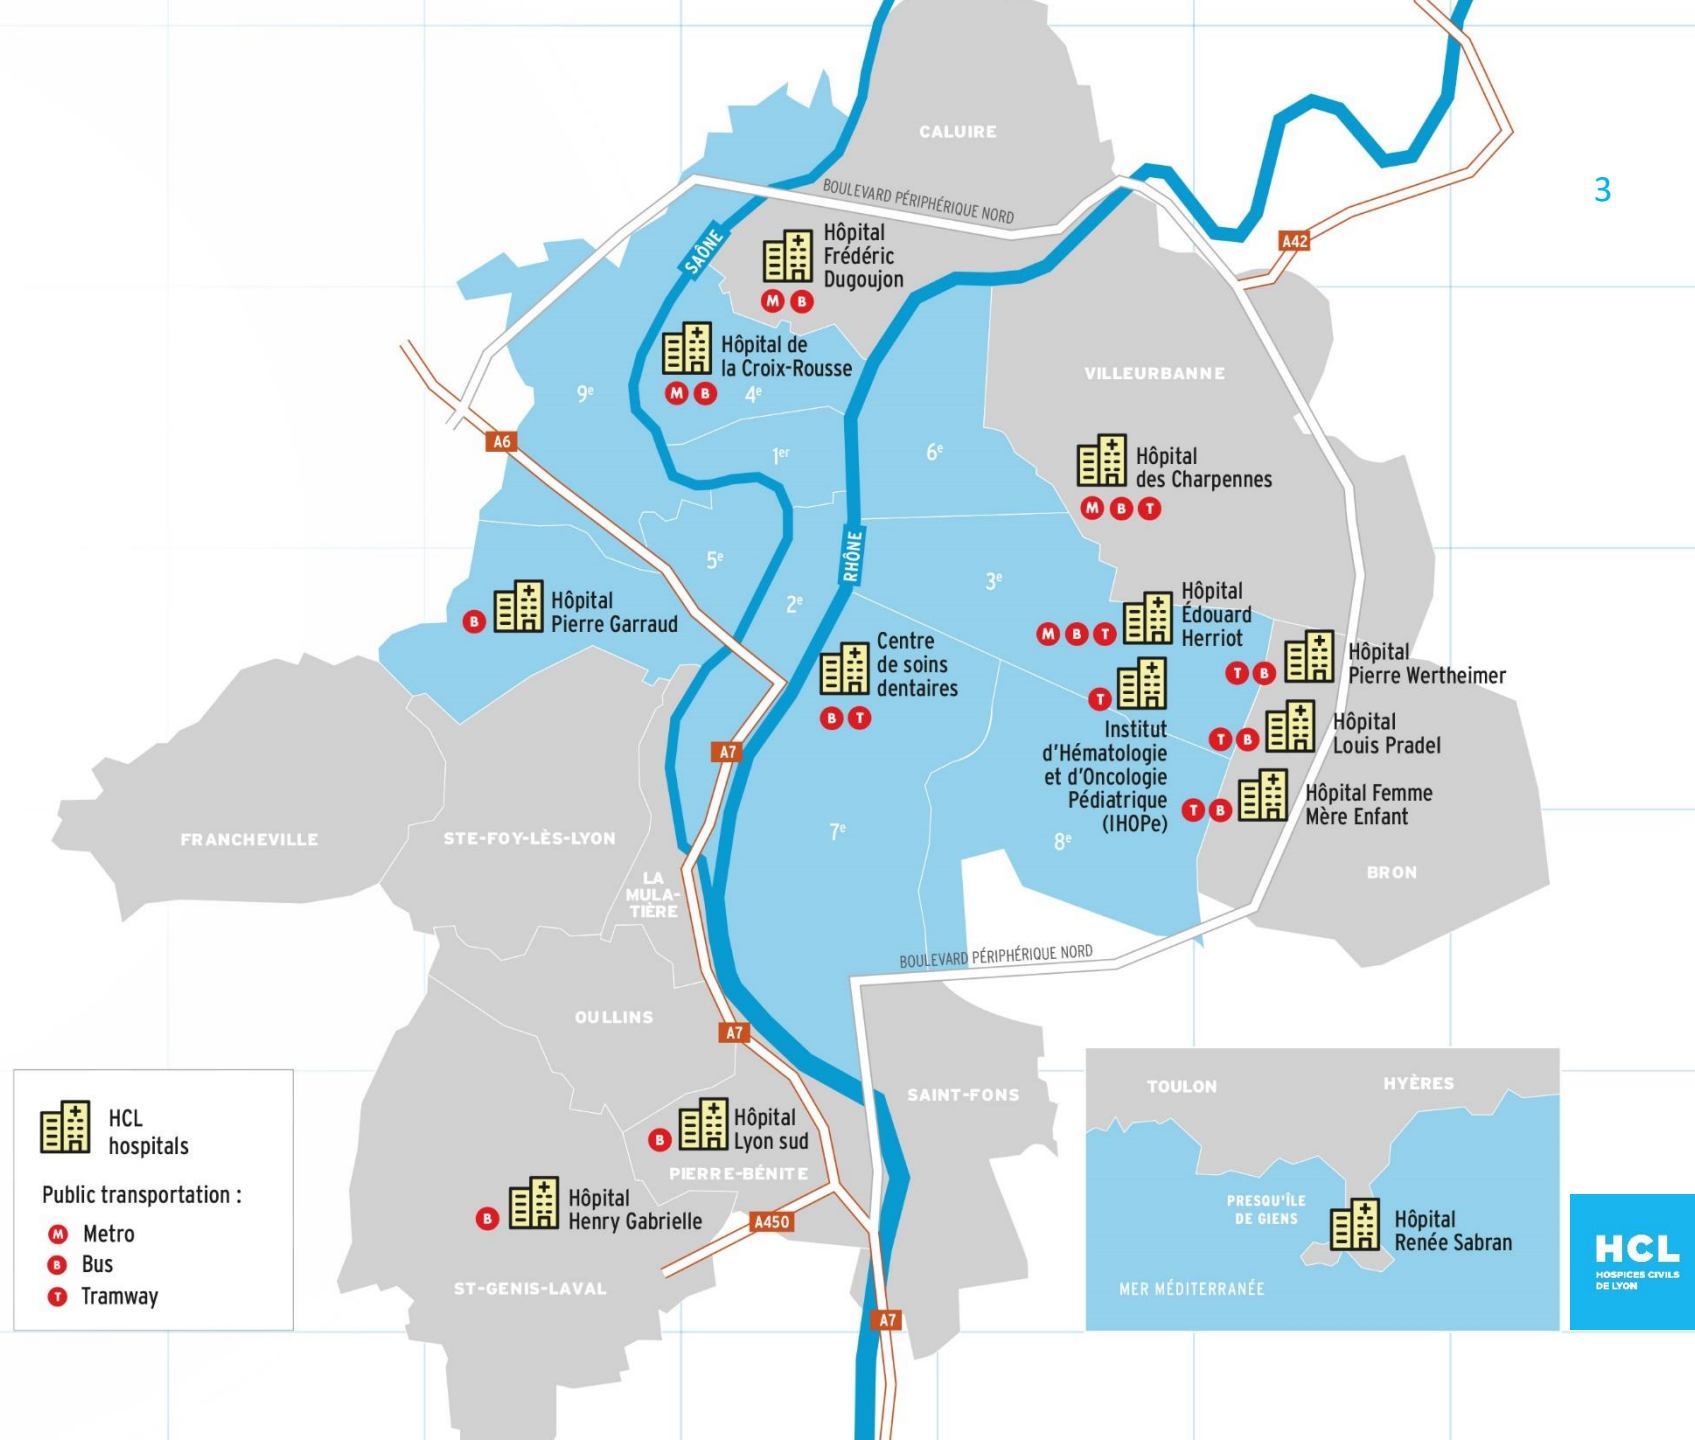 CALUIRE
BOULEVARD PÉRIPHÉRIQUE NORD
3
SAÔNE
Hôpital
Frédéric
Dugoujon
M B
A42
Hôpital de
la Croix-Rousse
M B
4e
9e
VILLEURBANNE
A6
1er
6e
Hôpital
des Charpennes
M B T
RHÔNE
5e
2e
3e
Hôpital
Pierre Garraud
B
Hôpital
Édouard
Herriot
M B T
Centre
de soins
dentaires
B T
Hôpital
Pierre Wertheimer
T B
T
Institut
d'Hématologie
et d'Oncologie
Pédiatrique
(IHOPe)
Hôpital
Louis Pradel
T B
A7
Hôpital Femme
Mère Enfant
T B
7e
8e
FRANCHEVILLE
STE-FOY-LÈS-LYON
LA
MULA-
TIÈRE
BRON
BOULEVARD PÉRIPHÉRIQUE NORD
OULLINS
A7
SAINT-FONS
Hôpital
Lyon sud
B
PIERRE-BÉNITE
Hôpital
Henry Gabrielle
B
A450
ST-GENIS-LAVAL
A7
HCL
hospitals
Public transportation :
M Metro
B Bus
T Tramway
TOULON
HYÈRES
PRESQU'ÎLE
DE GIENS
Hôpital
Renée Sabran
MER MÉDITERRANÉE
HCL
HOSPICES CIVILS
DE LYON